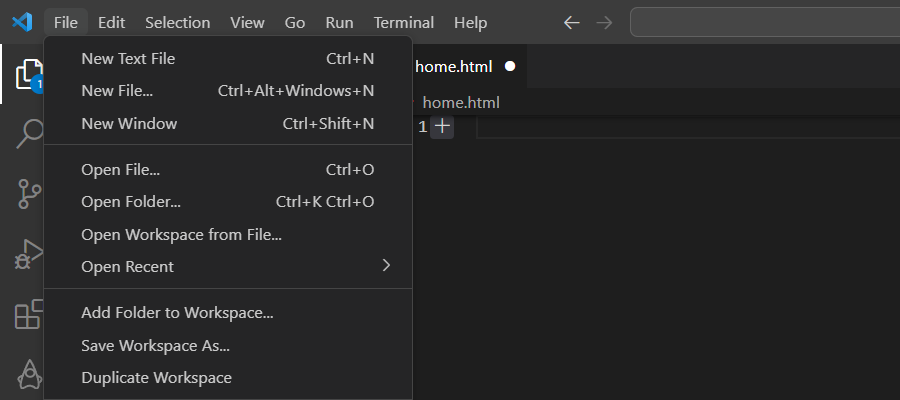 File Edit Selection View Go Run Terminal Help
New Text File Ctrl+N
New File... Ctrl+Alt+Windows+N
New Window Ctrl+Shift+N
Open File... Ctrl+O
Open Folder... Ctrl+K Ctrl+O
Open Workspace from File...
Open Recent
Add Folder to Workspace...
Save Workspace As...
Duplicate Workspace
1
home.html
home.html
1